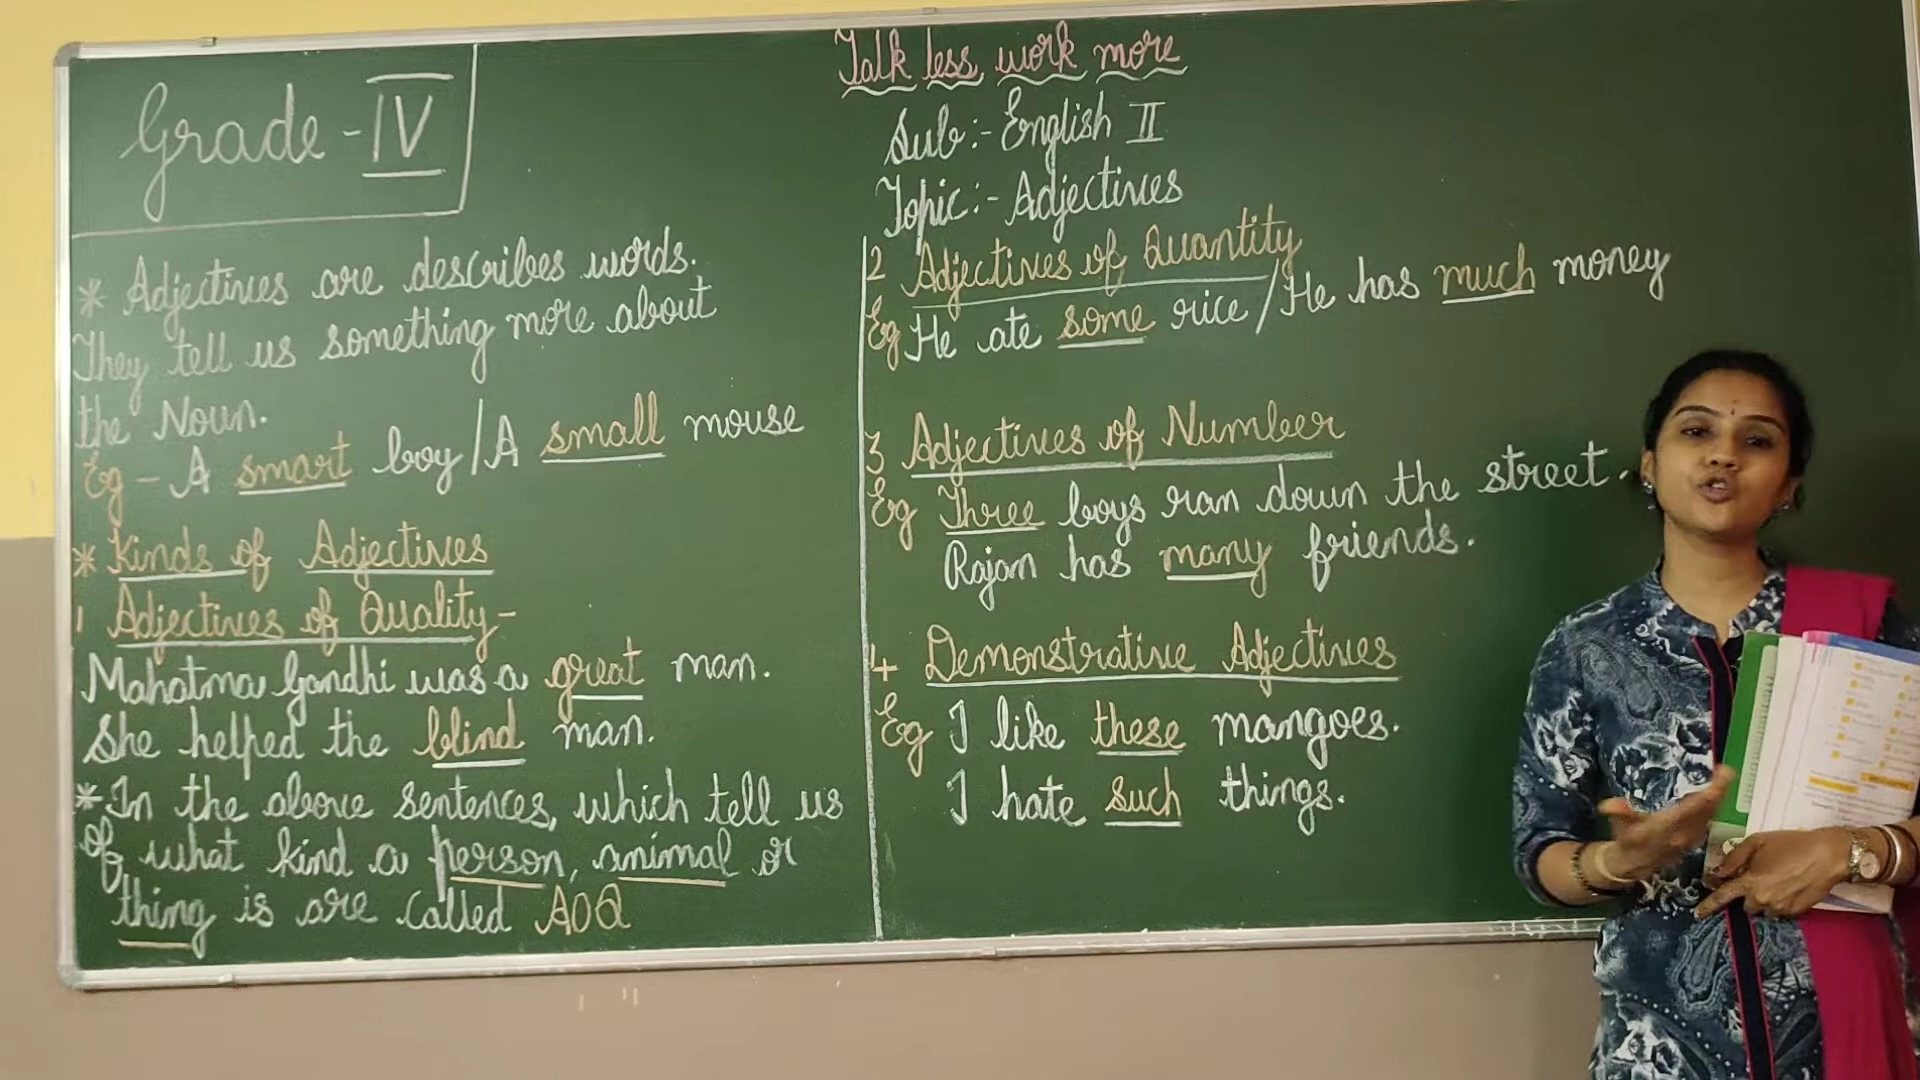 Grade - IV
Talk less work more
Sub:- English II
Topic:- Adjectives
* Adjectives are describes words.
They tell us something more about
the Noun.
Eg - A smart boy / A small mouse
* Kinds of Adjectives
1 Adjectives of Quality -
Mahatma Gandhi was a great man.
She helped the blind man.
* In the above sentences, which tell us
of what kind a person, animal or
thing is are called AOQ
2 Adjectives of Quantity
Eg He ate some rice / He has much money
3 Adjectives of Number
Eg Three boys ran down the street.
Rajan has many friends.
4 Demonstrative Adjectives
Eg I like these mangoes.
I hate such things.